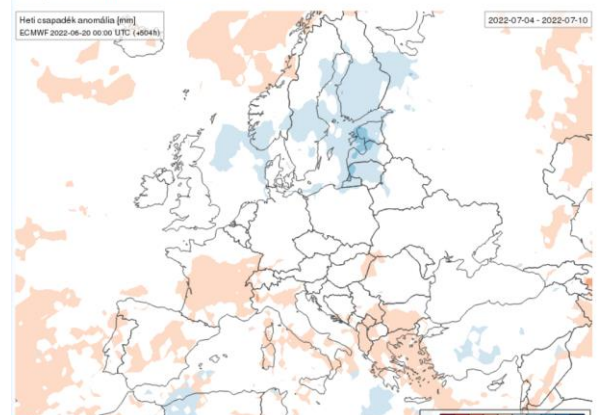 Heti csapadék anomália [mm]
ECMWF 2022-06-20 00:00 UTC (+504h)
2022-07-04 - 2022-07-10